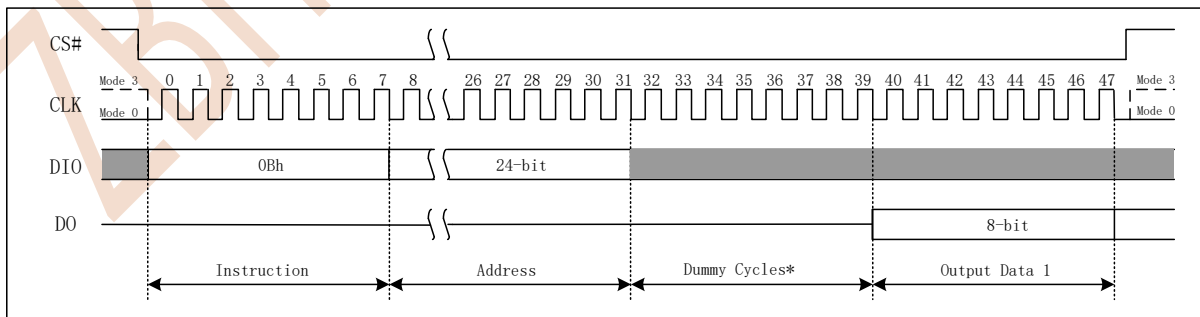 CS#
Mode 3 0 1 2 3 4 5 6 7 8 26 27 28 29 30 31 32 33 34 35 36 37 38 39 40 41 42 43 44 45 46 47 Mode 3
CLK
Mode 0 Mode 0
DIO 0Bh 24-bit
DO 8-bit
Instruction Address Dummy Cycles* Output Data 1